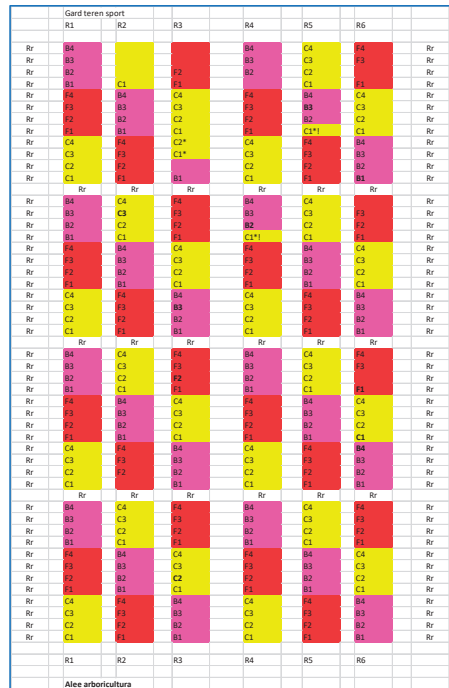 Gard teren sport
R1 R2 R3 R4 R5 R6
Rr B4 B4 C4 F4 Rr
Rr B3 B3 C3 F3 Rr
Rr B2 F2 B2 C2 Rr
Rr B1 C1 F1 C1 F1 Rr
Rr F4 B4 C4 F4 B4 C4 Rr
Rr F3 B3 C3 F3 B3 C3 Rr
Rr F2 B2 C2 F2 B2 C2 Rr
Rr F1 B1 C1 F1 C1*! C1 Rr
Rr C4 F4 C2* C4 F4 B4 Rr
Rr C3 F3 C1* C3 F3 B3 Rr
Rr C2 F2 C2 F2 B2 Rr
Rr C1 F1 B1 C1 F1 B1 Rr
Rr Rr Rr Rr Rr Rr
Rr B4 C4 F4 B4 C4 Rr
Rr B3 C3 F3 B3 C3 F3 Rr
Rr B2 C2 F2 B2 C2 F2 Rr
Rr B1 C1 F1 C1*! C1 F1 Rr
Rr F4 B4 C4 F4 B4 C4 Rr
Rr F3 B3 C3 F3 B3 C3 Rr
Rr F2 B2 C2 F2 B2 C2 Rr
Rr F1 B1 C1 F1 B1 C1 Rr
Rr C4 F4 B4 C4 F4 B4 Rr
Rr C3 F3 B3 C3 F3 B3 Rr
Rr C2 F2 B2 C2 F2 B2 Rr
Rr C1 F1 B1 C1 F1 B1 Rr
Rr Rr Rr Rr Rr Rr
Rr B4 C4 F4 B4 C4 F4 Rr
Rr B3 C3 F3 B3 C3 F3 Rr
Rr B2 C2 F2 B2 C2 Rr
Rr B1 C1 B1 C1 F1 Rr
Rr F4 B4 C4 F4 B4 C4 Rr
Rr F3 B3 C3 F3 B3 C3 Rr
Rr F2 B2 C2 F2 B2 C2 Rr
Rr F1 B1 C1 F1 B1 C1 Rr
Rr C4 F4 B4 C4 F4 B4 Rr
Rr C3 F3 B3 C3 F3 B3 Rr
Rr C2 F2 B2 C2 F2 B2 Rr
Rr C1 B1 C1 F1 B1 Rr
Rr Rr Rr Rr Rr Rr
Rr B4 C4 F4 B4 C4 F4 Rr
Rr B3 C3 F3 B3 C3 F3 Rr
Rr B2 C2 F2 B2 C2 F2 Rr
Rr B1 C1 F1 B1 C1 F1 Rr
Rr F4 B4 C4 F4 B4 C4 Rr
Rr F3 B3 C3 F3 B3 C3 Rr
Rr F2 B2 C2 F2 B2 C2 Rr
Rr F1 B1 C1 F1 B1 C1 Rr
Rr C4 F4 B4 C4 F4 B4 Rr
Rr C3 F3 B3 C3 F3 B3 Rr
Rr C2 F2 B2 C2 F2 B2 Rr
Rr C1 F1 B1 C1 F1 B1 Rr
R1 R2 R3 R4 R5 R6
Alee arboricultura